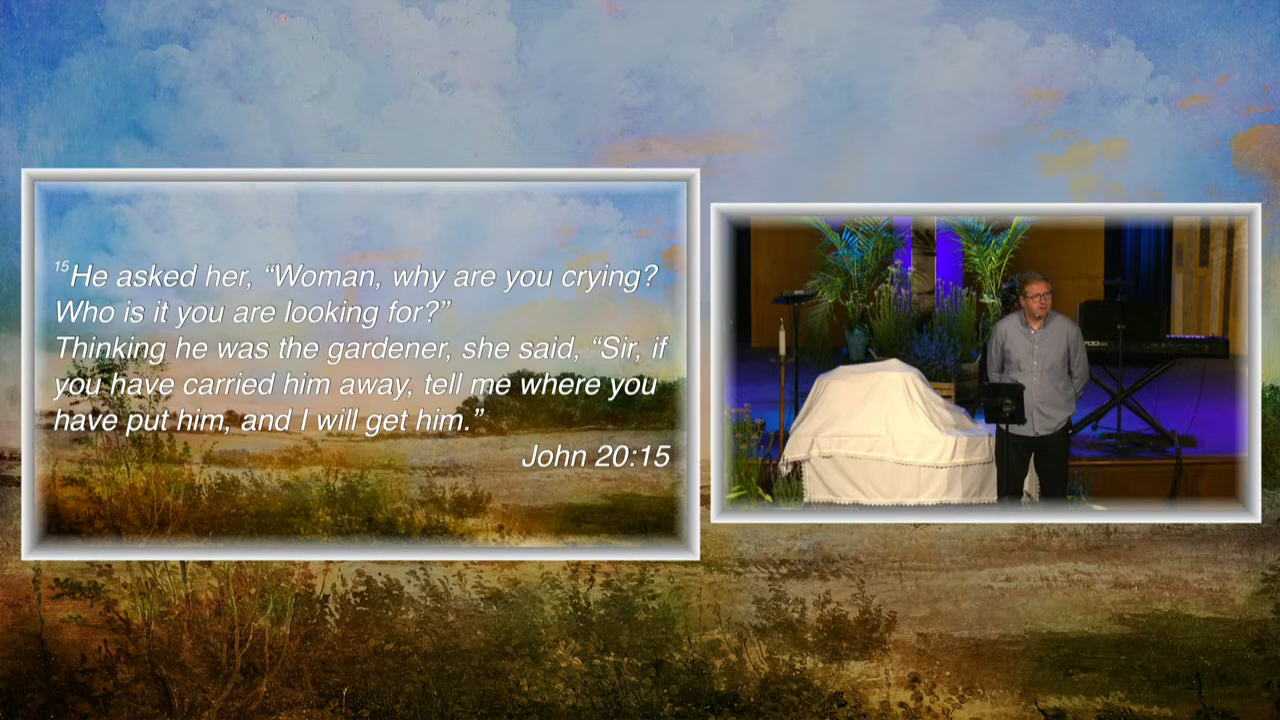 ¹⁵He asked her, “Woman, why are you crying?
Who is it you are looking for?”
Thinking he was the gardener, she said, “Sir, if
you have carried him away, tell me where you
have put him, and I will get him.”
John 20:15